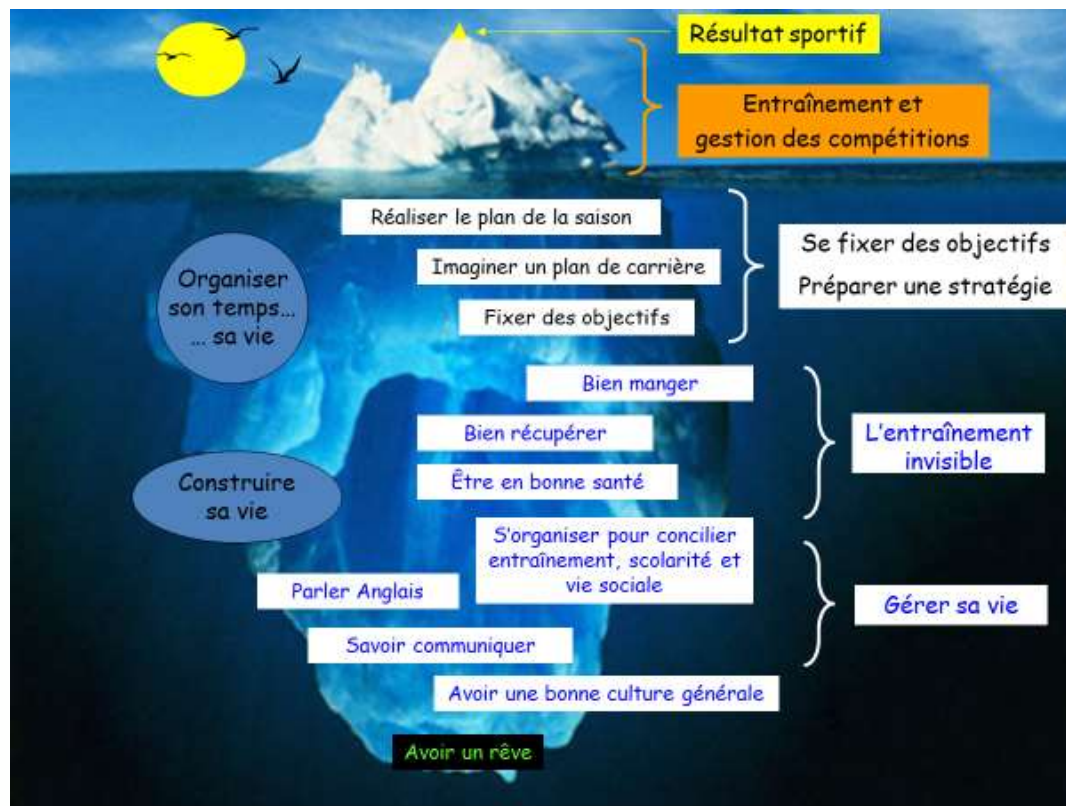 Résultat sportif
Entraînement et
gestion des compétitions
Réaliser le plan de la saison
Imaginer un plan de carrière
Fixer des objectifs
Se fixer des objectifs
Préparer une stratégie
Organiser
son temps...
... sa vie
Bien manger
Bien récupérer
Être en bonne santé
L'entraînement
invisible
Construire
sa vie
S'organiser pour concilier
entraînement, scolarité et
vie sociale
Parler Anglais
Savoir communiquer
Avoir une bonne culture générale
Gérer sa vie
Avoir un rêve